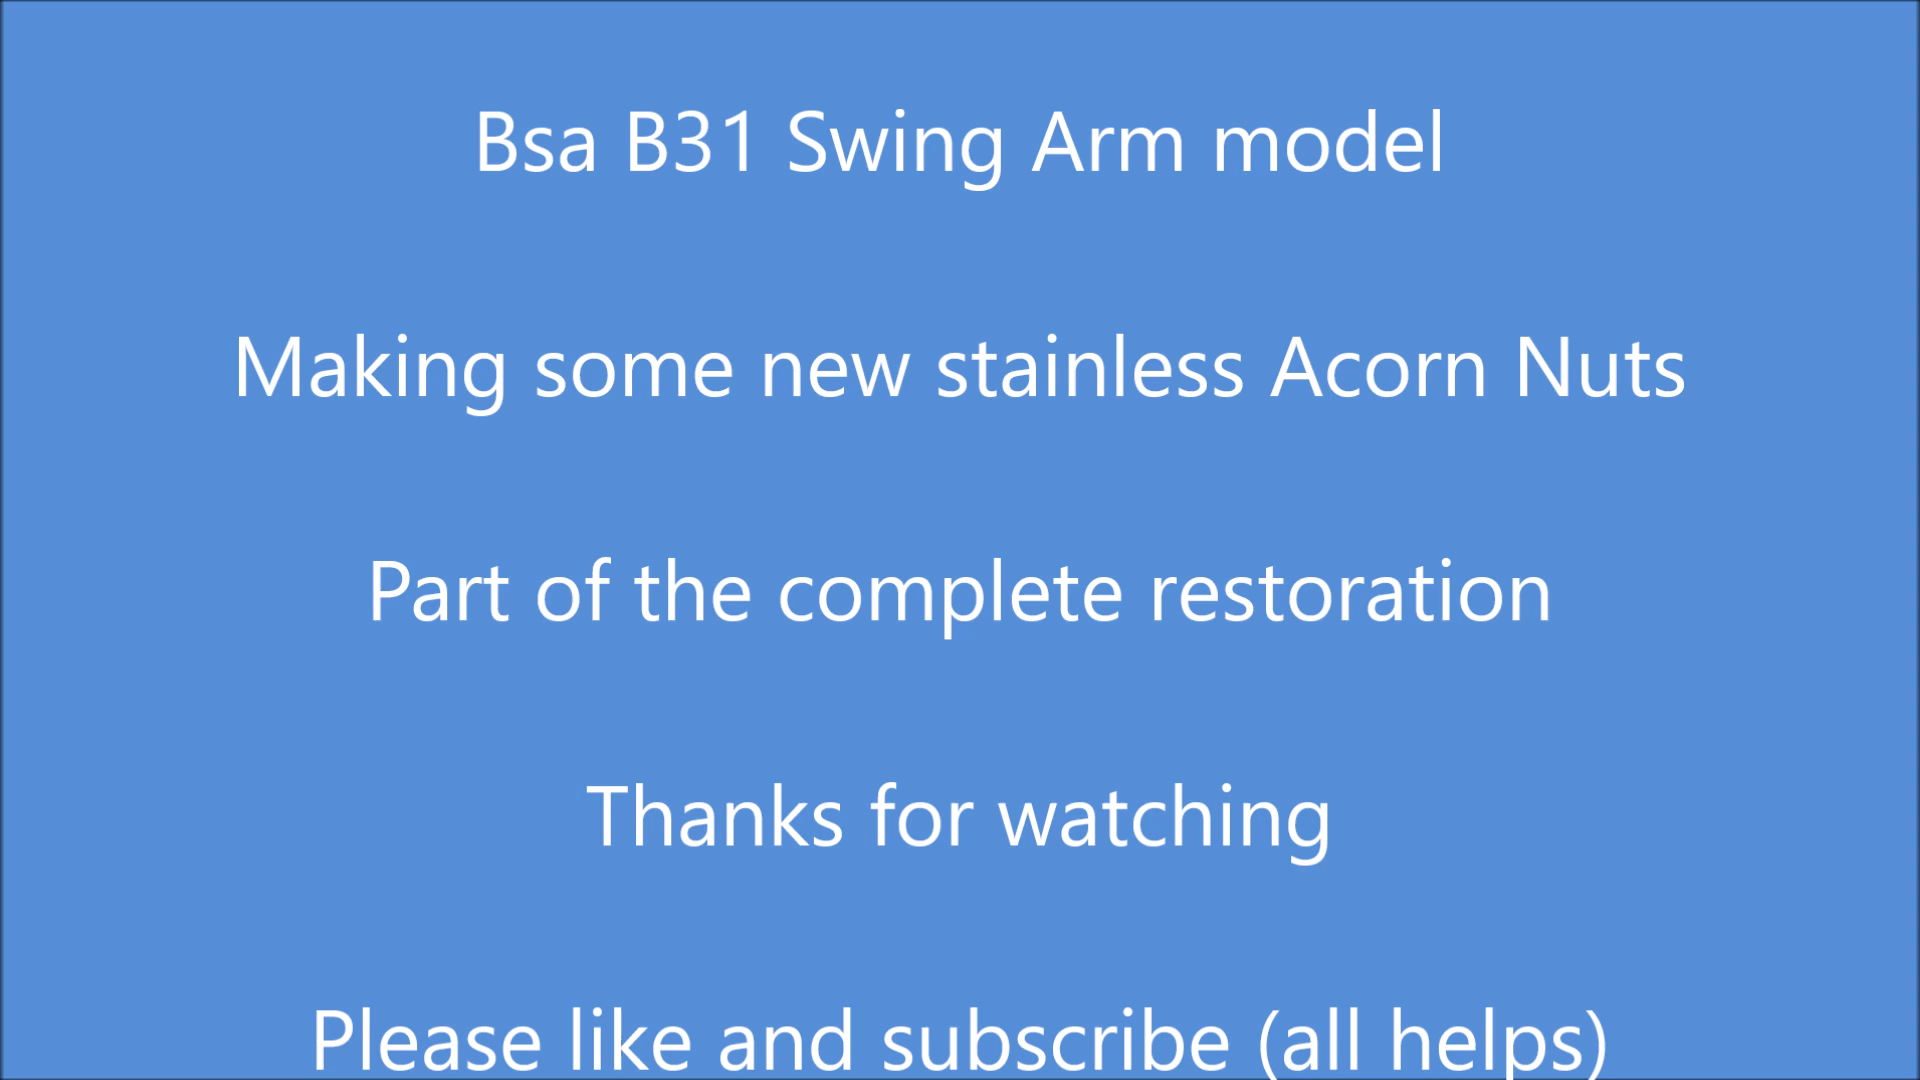 Bsa B31 Swing Arm model
Making some new stainless Acorn Nuts
Part of the complete restoration
Thanks for watching
Please like and subscribe (all helps)